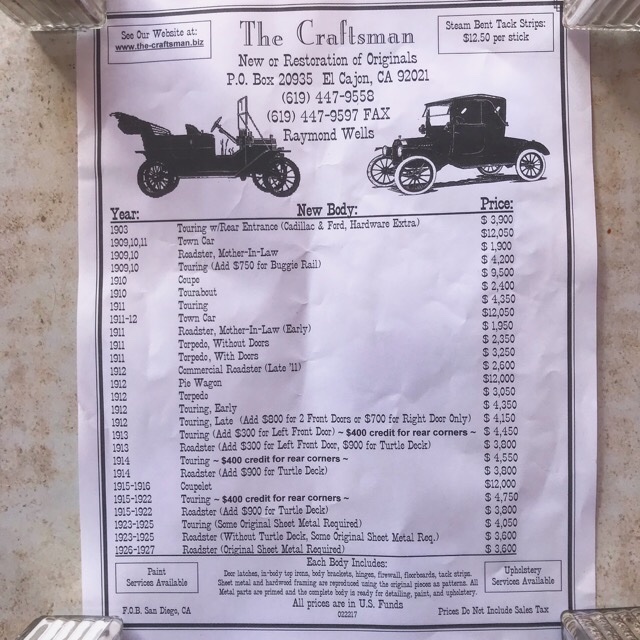 See Our Website at:
www.the-craftsman.biz
The Craftsman
Steam Bent Tack Strips:
$12.50 per stick
New or Restoration of Originals
P.O. Box 20935 El Cajon, CA 92021
(619) 447-9558
(619) 447-9597 FAX
Raymond Wells
Year: New Body: Price:
1903 Touring w/Rear Entrance (Cadillac & Ford, Hardware Extra) $ 3,900
1909,10,11 Town Car $12,050
1909,10 Roadster, Mother-In-Law $ 1,900
1909,10 Touring (Add $750 for Buggie Rail) $ 4,200
1910 Coupe $ 9,500
1910 Tourabout $ 2,400
1911 Touring $ 4,350
1911-12 Town Car $12,050
1911 Roadster, Mother-In-Law (Early) $ 1,950
1911 Torpedo, Without Doors $ 2,350
1911 Torpedo, With Doors $ 3,250
1912 Commercial Roadster (Late '11) $ 2,600
1912 Pie Wagon $12,000
1912 Torpedo $ 3,050
1912 Touring, Early $ 4,350
1912 Touring, Late (Add $800 for 2 Front Doors or $700 for Right Door Only) $ 4,150
1913 Touring (Add $300 for Left Front Door) ~ $400 credit for rear corners ~ $ 4,450
1913 Roadster (Add $300 for Left Front Door, $900 for Turtle Deck) $ 3,800
1914 Touring ~ $400 credit for rear corners ~ $ 4,550
1914 Roadster (Add $900 for Turtle Deck) $ 3,800
1915-1916 Coupelet $12,000
1915-1922 Touring ~ $400 credit for rear corners ~ $ 4,750
1915-1922 Roadster (Add $900 for Turtle Deck) $ 3,800
1923-1925 Touring (Some Original Sheet Metal Required) $ 4,050
1923-1925 Roadster (Without Turtle Deck, Some Original Sheet Metal Req.) $ 3,600
1926-1927 Roadster (Original Sheet Metal Required) $ 3,600
Each Body Includes:
Paint
Services Available
Door latches, in-body top irons, body brackets, hinges, firewall, floorboards, tack strips.
Sheet metal and hardwood framing are reproduced using the original pieces as patterns. All
Metal parts are primed and the complete body is ready for detailing, paint, and upholstery.
Upholstery
Services Available
All prices are in U.S. Funds
F.O.B. San Diego, CA
022217
Prices Do Not Include Sales Tax